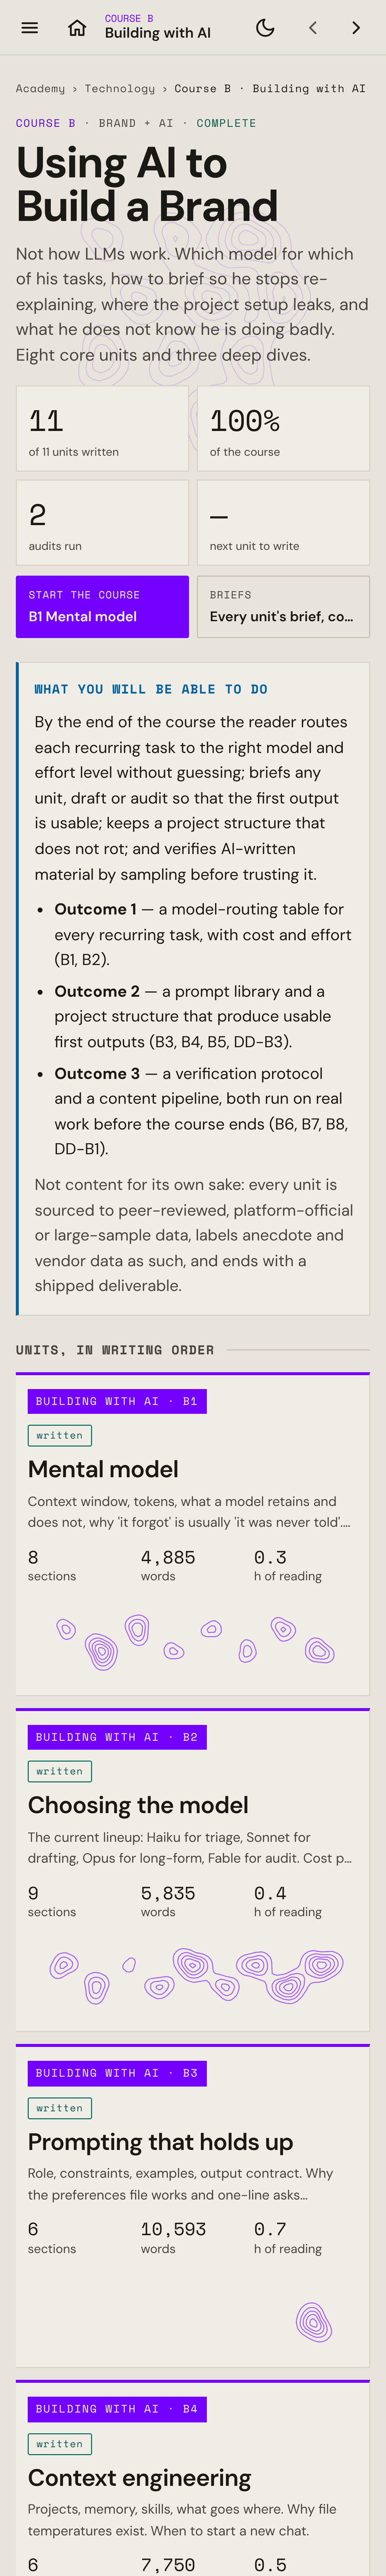 COURSE B
Building with AI
Academy › Technology › Course B · Building with AI
COURSE B · BRAND + AI · COMPLETE
Using AI to
Build a Brand
Not how LLMs work. Which model for which
of his tasks, how to brief so he stops re-
explaining, where the project setup leaks, and
what he does not know he is doing badly.
Eight core units and three deep dives.
11
of 11 units written
100%
of the course
2
audits run
—
next unit to write
START THE COURSE
B1 Mental model
BRIEFS
Every unit's brief, co…
WHAT YOU WILL BE ABLE TO DO
By the end of the course the reader routes
each recurring task to the right model and
effort level without guessing; briefs any
unit, draft or audit so that the first output
is usable; keeps a project structure that
does not rot; and verifies AI-written
material by sampling before trusting it.
• Outcome 1 — a model-routing table for
every recurring task, with cost and effort
(B1, B2).
• Outcome 2 — a prompt library and a
project structure that produce usable
first outputs (B3, B4, B5, DD-B3).
• Outcome 3 — a verification protocol
and a content pipeline, both run on real
work before the course ends (B6, B7, B8,
DD-B1).
Not content for its own sake: every unit is
sourced to peer-reviewed, platform-official
or large-sample data, labels anecdote and
vendor data as such, and ends with a
shipped deliverable.
UNITS, IN WRITING ORDER
BUILDING WITH AI · B1
written
Mental model
Context window, tokens, what a model retains and
does not, why 'it forgot' is usually 'it was never told'.…
8
sections
4,885
words
0.3
h of reading
BUILDING WITH AI · B2
written
Choosing the model
The current lineup: Haiku for triage, Sonnet for
drafting, Opus for long-form, Fable for audit. Cost p…
9
sections
5,835
words
0.4
h of reading
BUILDING WITH AI · B3
written
Prompting that holds up
Role, constraints, examples, output contract. Why
the preferences file works and one-line asks…
6
sections
10,593
words
0.7
h of reading
BUILDING WITH AI · B4
written
Context engineering
Projects, memory, skills, what goes where. Why file
temperatures exist. When to start a new chat.
6
7,750
0.5